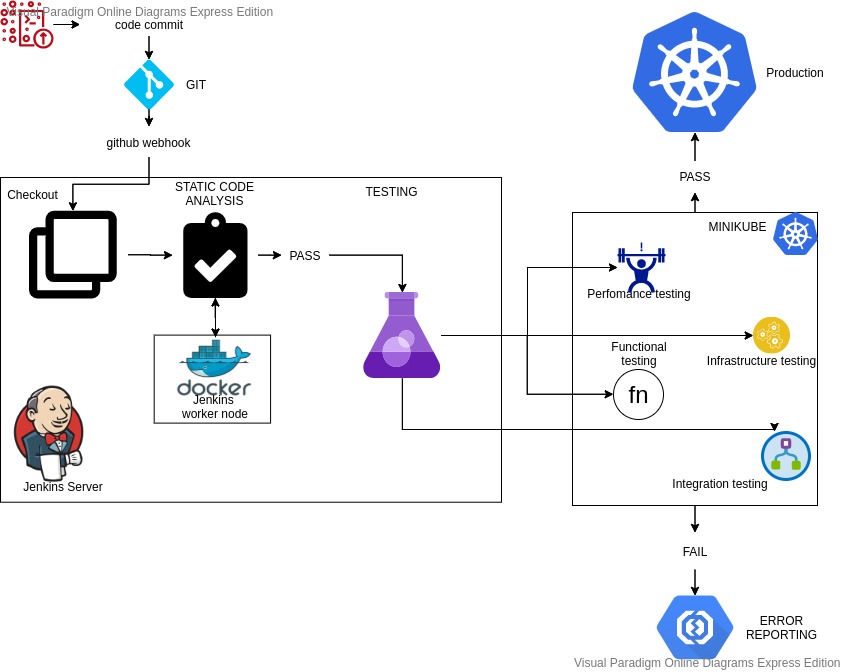 Visual Paradigm Online Diagrams Express Edition
code commit
GIT
github webhook
Production
PASS
Checkout
STATIC CODE
ANALYSIS
TESTING
PASS
MINIKUBE
Perfomance testing
Functional
testing
fn
Infrastructure testing
docker
Jenkins
worker node
Integration testing
Jenkins Server
FAIL
ERROR
REPORTING
Visual Paradigm Online Diagrams Express Edition